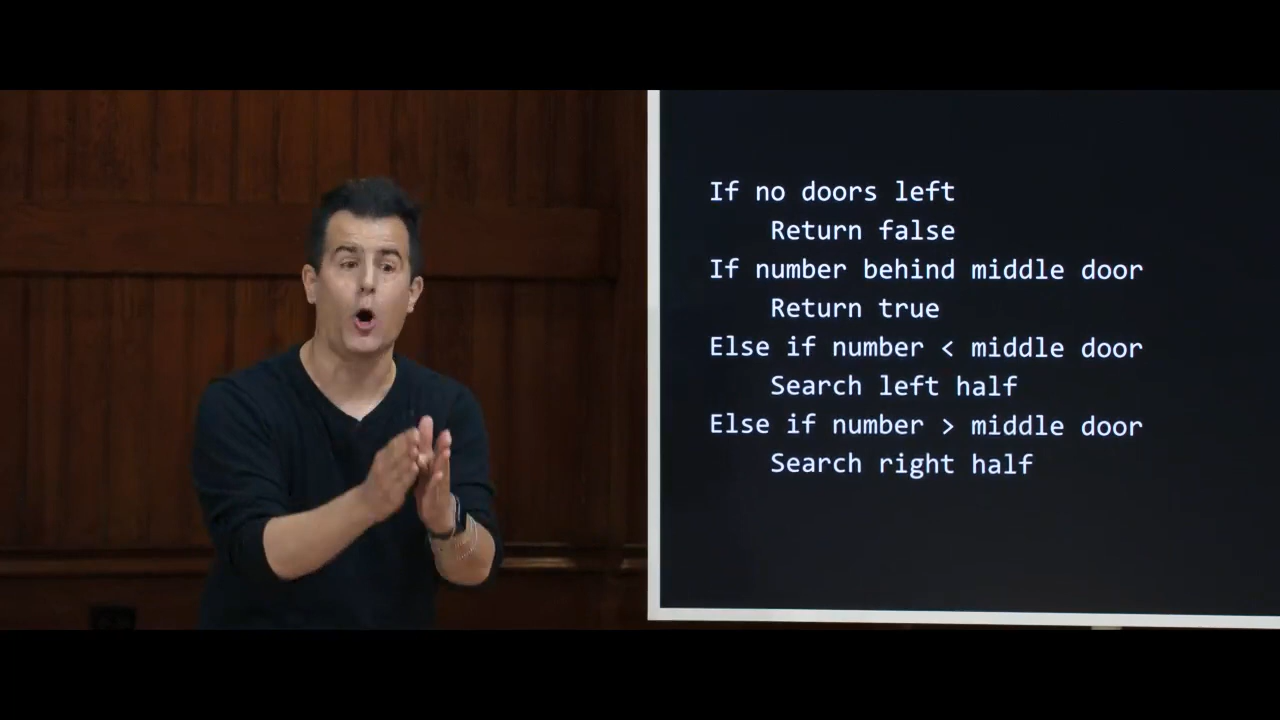 If no doors left
Return false
If number behind middle door
Return true
Else if number < middle door
Search left half
Else if number > middle door
Search right half